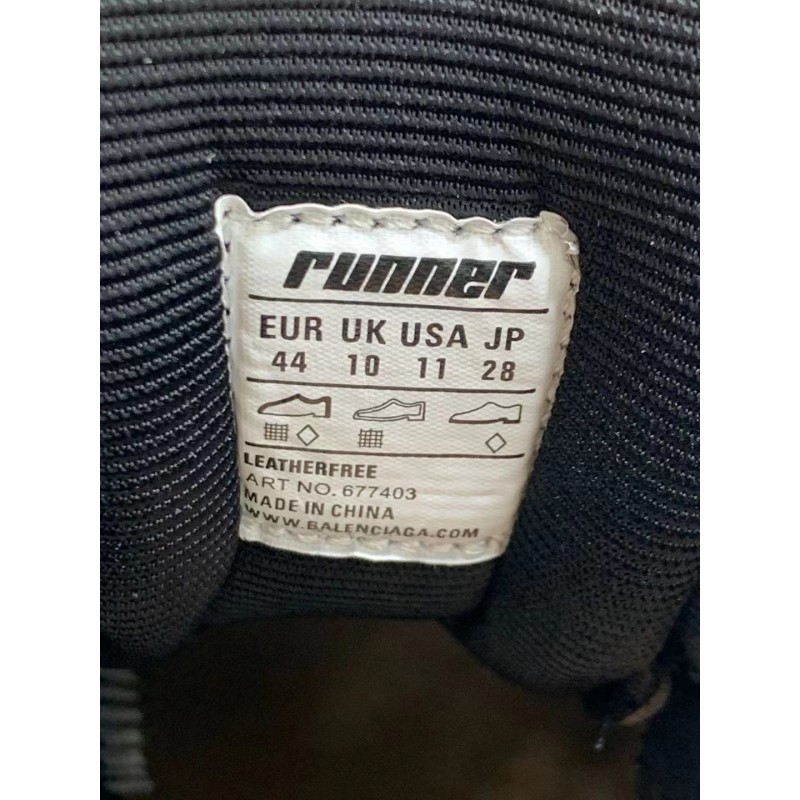 runner
EUR UK USA JP
44 10 11 28
LEATHERFREE
ART NO. 677403
MADE IN CHINA
WWW.BALENCIAGA.COM